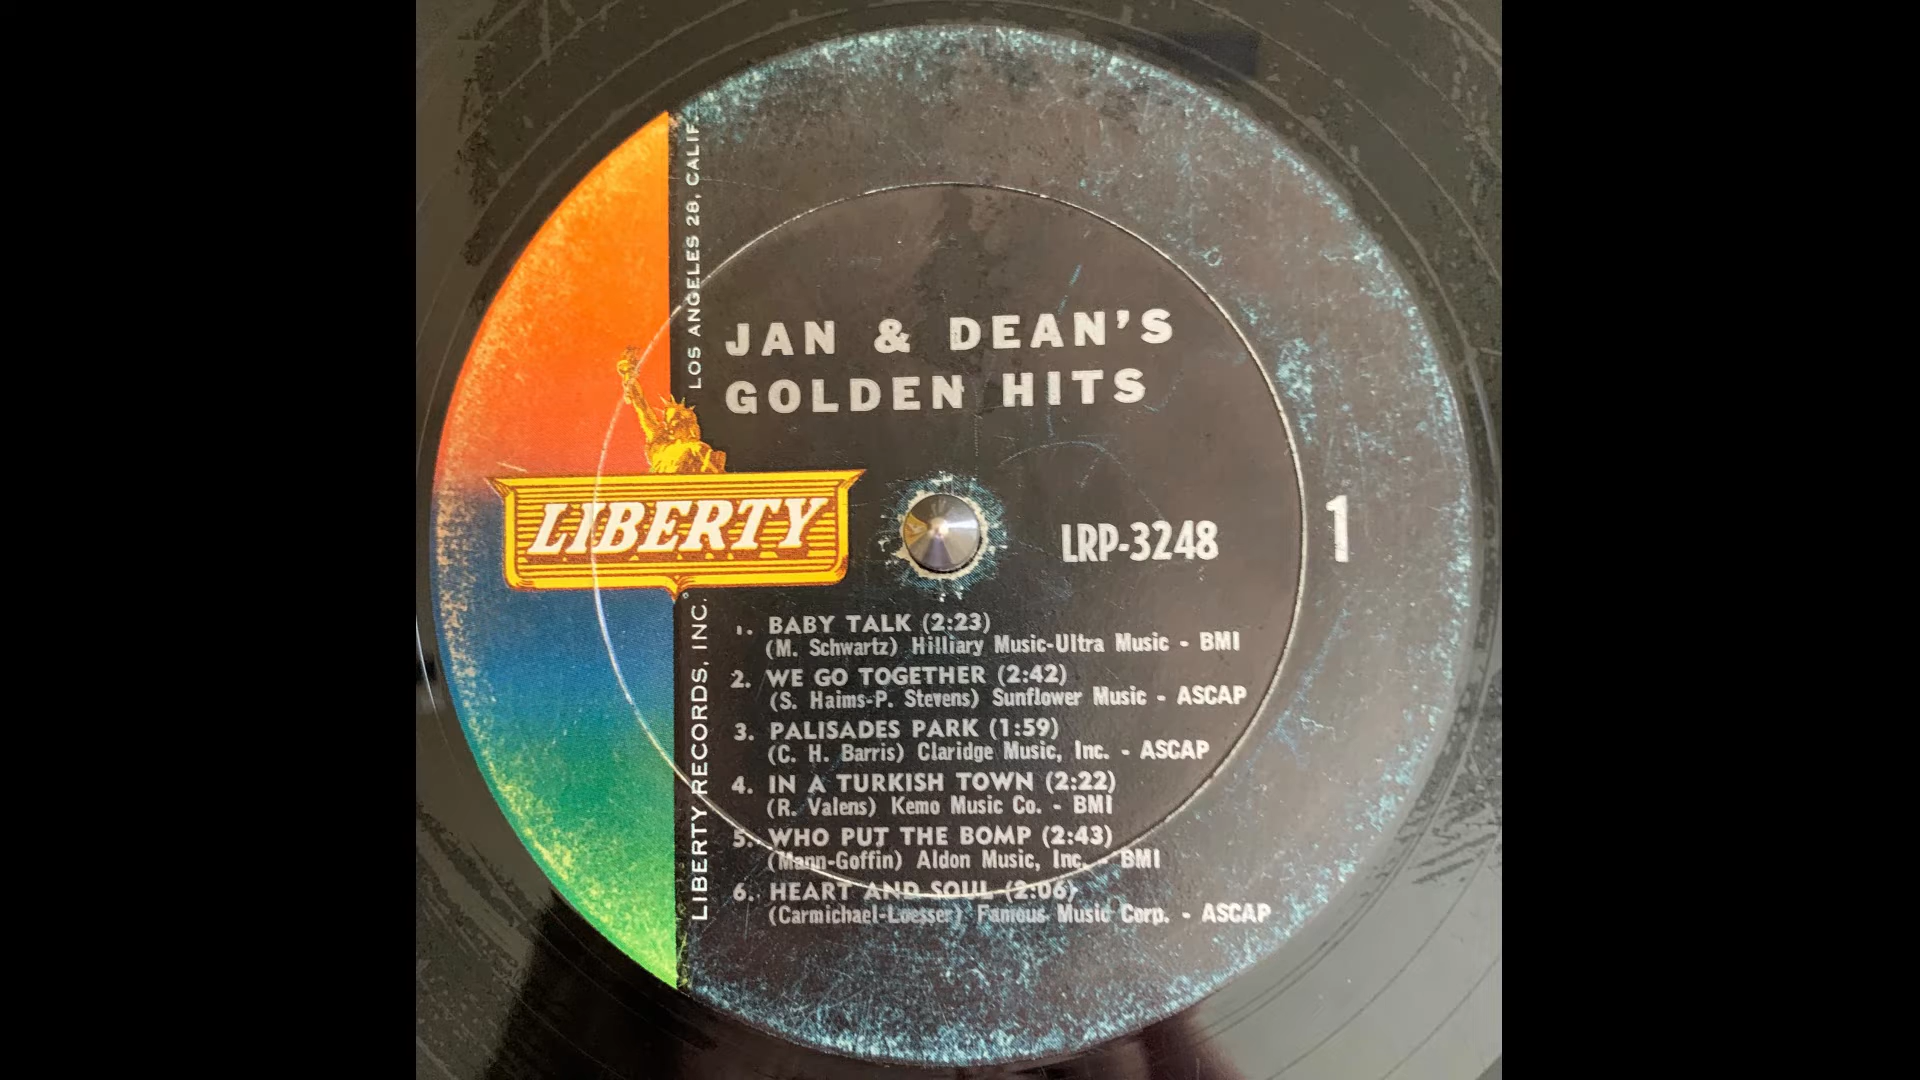 LOS ANGELES 28, CALIF.
JAN & DEAN'S
GOLDEN HITS
LIBERTY
LRP-3248
1
LIBERTY RECORDS, INC.
1. BABY TALK (2:23)
(M. Schwartz) Hilliary Music-Ultra Music - BMI
2. WE GO TOGETHER (2:42)
(S. Haims-P. Stevens) Sunflower Music - ASCAP
3. PALISADES PARK (1:59)
(C. H. Barris) Claridge Music, Inc. - ASCAP
4. IN A TURKISH TOWN (2:22)
(R. Valens) Kemo Music Co. - BMI
5. WHO PUT THE BOMP (2:43)
(Mann-Goffin) Aldon Music, Inc. - BMI
6. HEART AND SOUL (2:06)
(Carmichael-Loesser) Famous Music Corp. - ASCAP